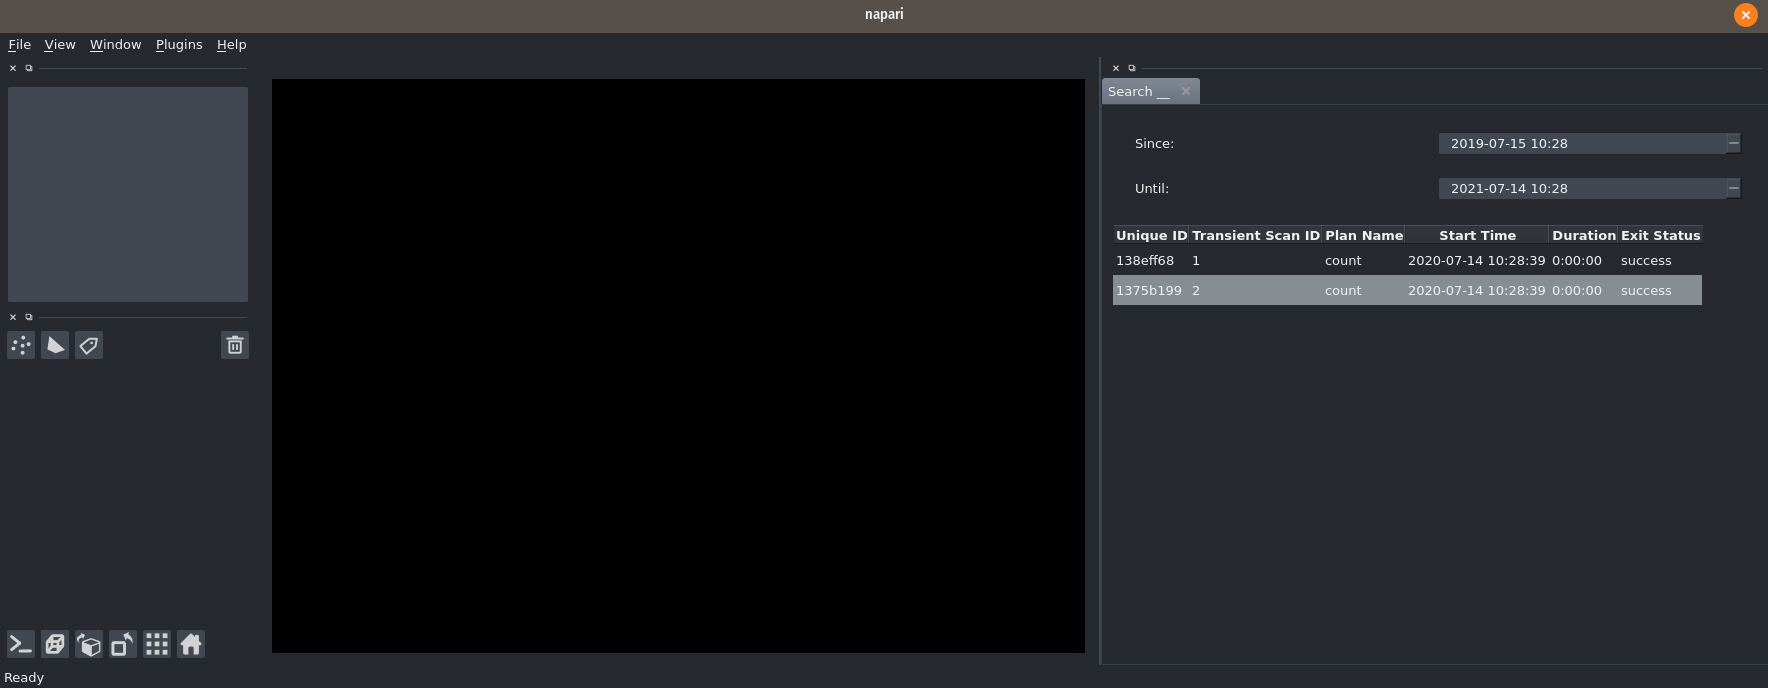 napari
File View Window Plugins Help
Search __
Since: 2019-07-15 10:28
Until: 2021-07-14 10:28
Unique ID Transient Scan ID Plan Name Start Time Duration Exit Status
138eff68 1 count 2020-07-14 10:28:39 0:00:00 success
1375b199 2 count 2020-07-14 10:28:39 0:00:00 success
Ready